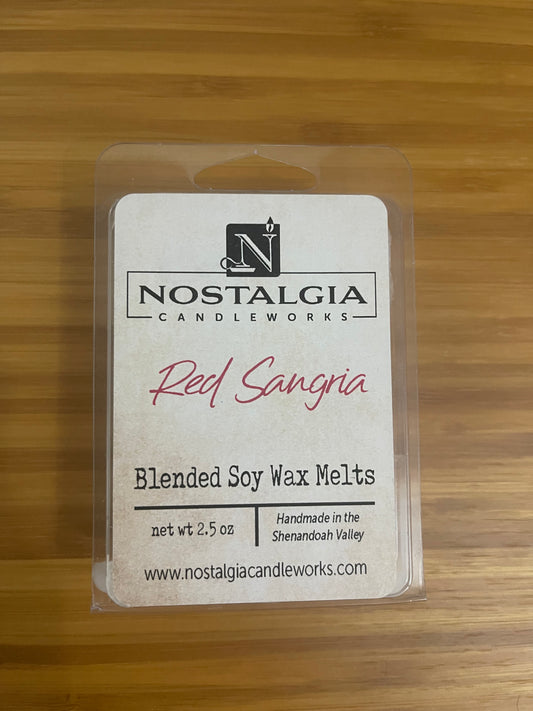 N
NOSTALGIA
CANDLEWORKS
Red Sangria
Blended Soy Wax Melts
net wt 2.5 oz
Handmade in the
Shenandoah Valley
www.nostalgiacandleworks.com